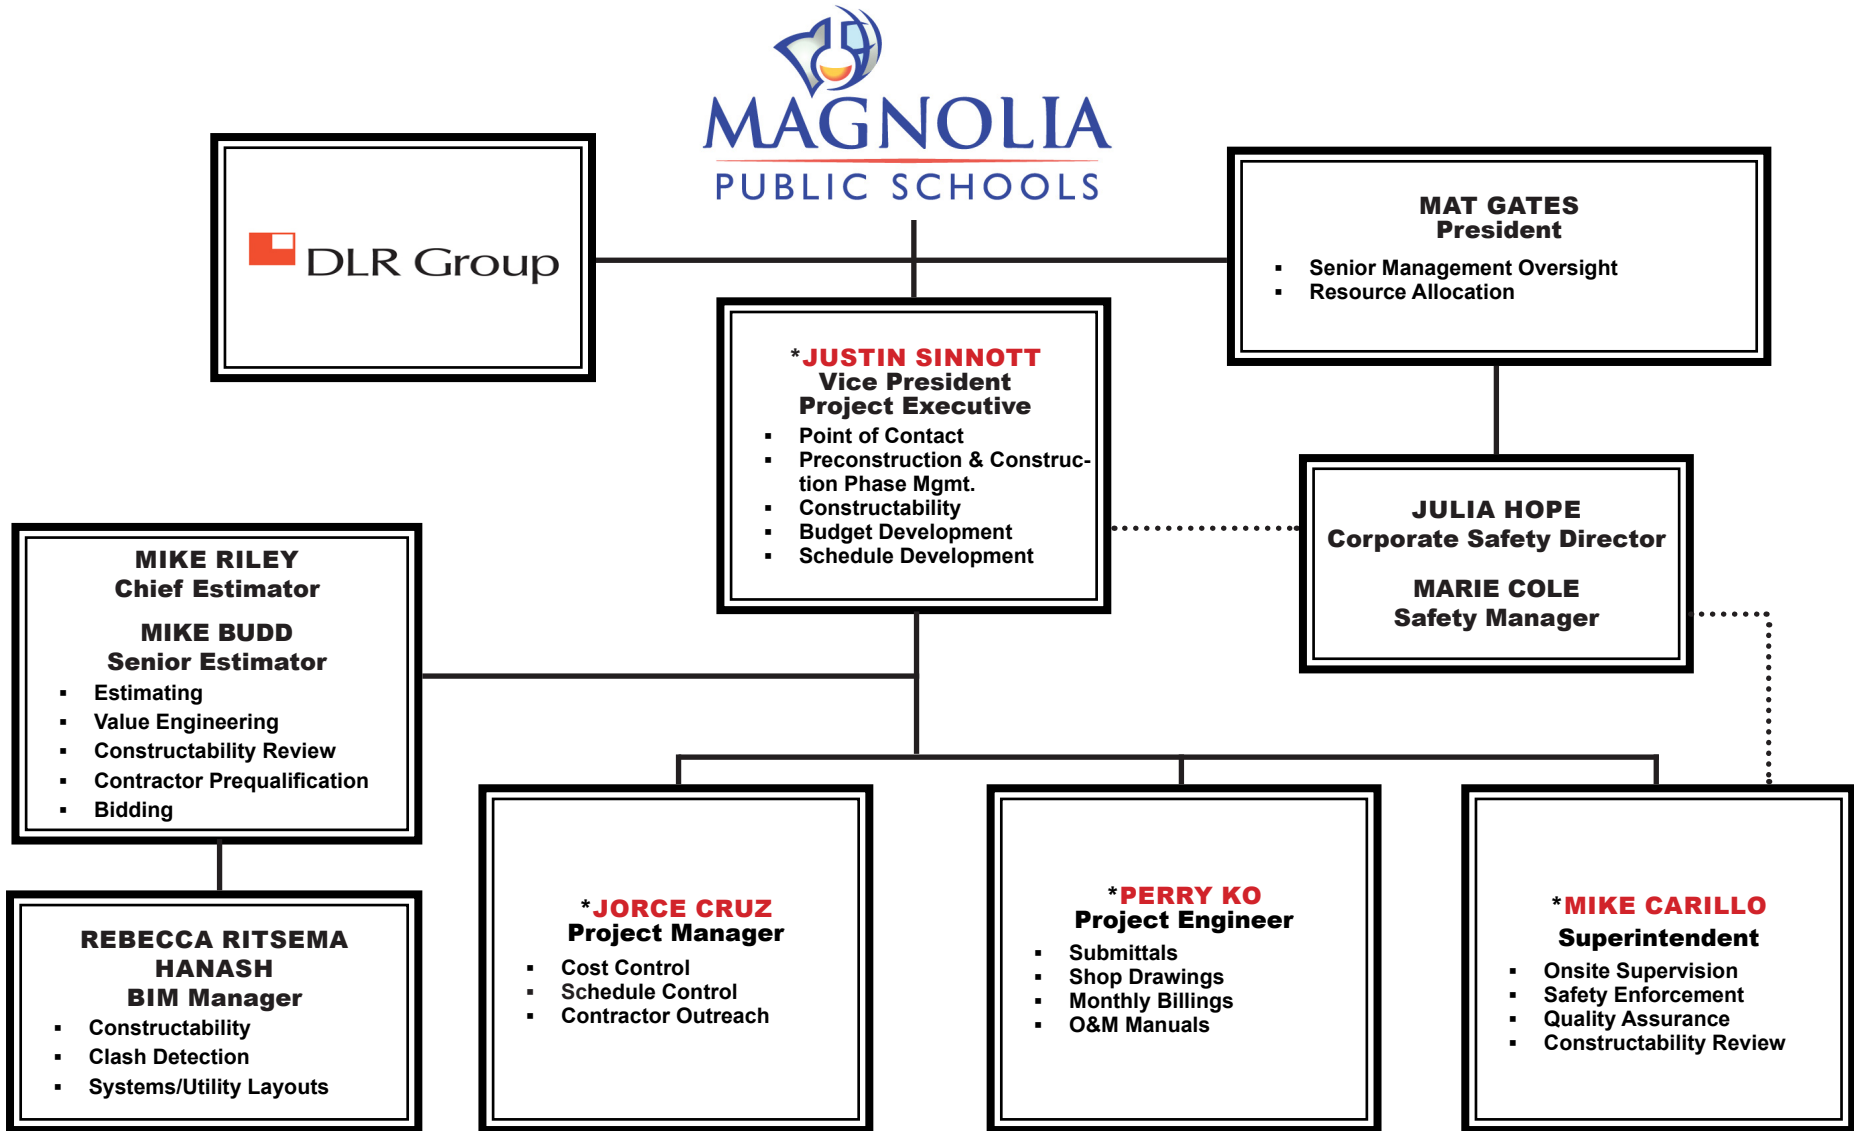 MAGNOLIA
PUBLIC SCHOOLS
DLR Group
MAT GATES
President
▪ Senior Management Oversight
▪ Resource Allocation
*JUSTIN SINNOTT
Vice President
Project Executive
▪ Point of Contact
▪ Preconstruction & Construc-
tion Phase Mgmt.
▪ Constructability
▪ Budget Development
▪ Schedule Development
JULIA HOPE
Corporate Safety Director
MARIE COLE
Safety Manager
MIKE RILEY
Chief Estimator
MIKE BUDD
Senior Estimator
▪ Estimating
▪ Value Engineering
▪ Constructability Review
▪ Contractor Prequalification
▪ Bidding
REBECCA RITSEMA
HANASH
BIM Manager
▪ Constructability
▪ Clash Detection
▪ Systems/Utility Layouts
*JORCE CRUZ
Project Manager
▪ Cost Control
▪ Schedule Control
▪ Contractor Outreach
*PERRY KO
Project Engineer
▪ Submittals
▪ Shop Drawings
▪ Monthly Billings
▪ O&M Manuals
*MIKE CARILLO
Superintendent
▪ Onsite Supervision
▪ Safety Enforcement
▪ Quality Assurance
▪ Constructability Review